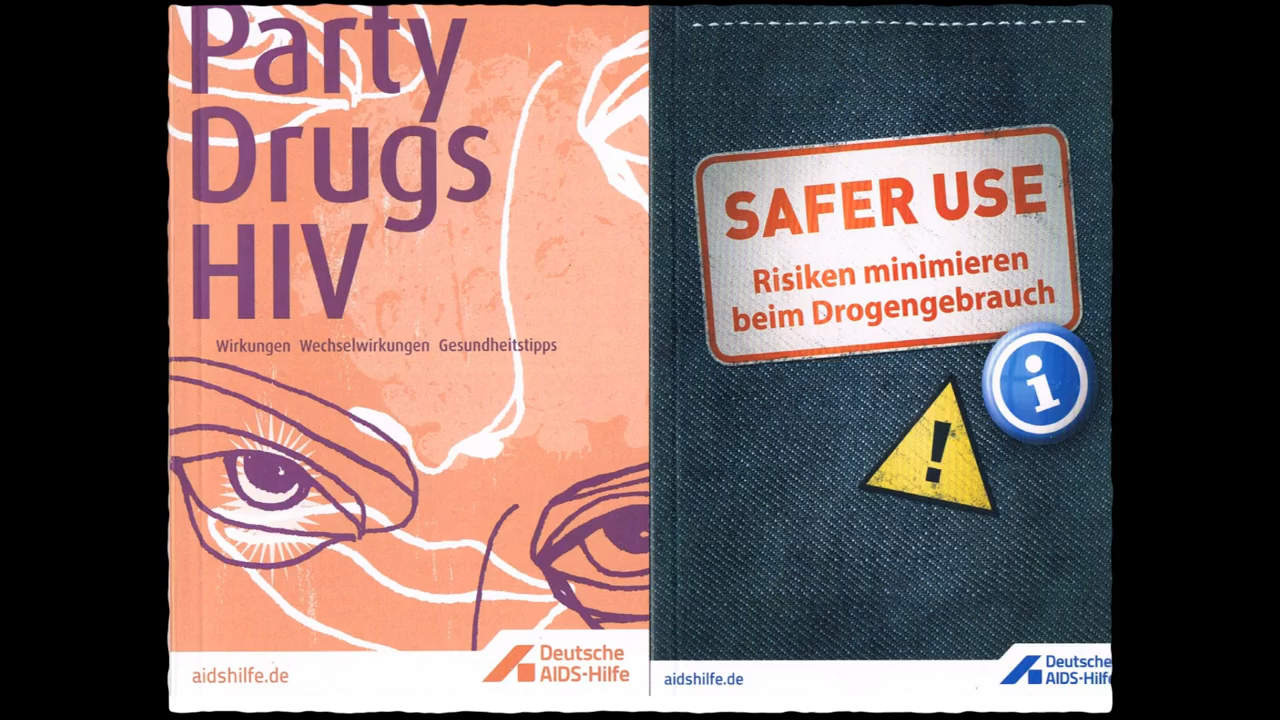 Party
Drugs
HIV
Wirkungen Wechselwirkungen Gesundheitstipps
aidshilfe.de
Deutsche
AIDS-Hilfe
SAFER USE
Risiken minimieren
beim Drogengebrauch
i
!
aidshilfe.de
Deutsche
AIDS-Hilfe